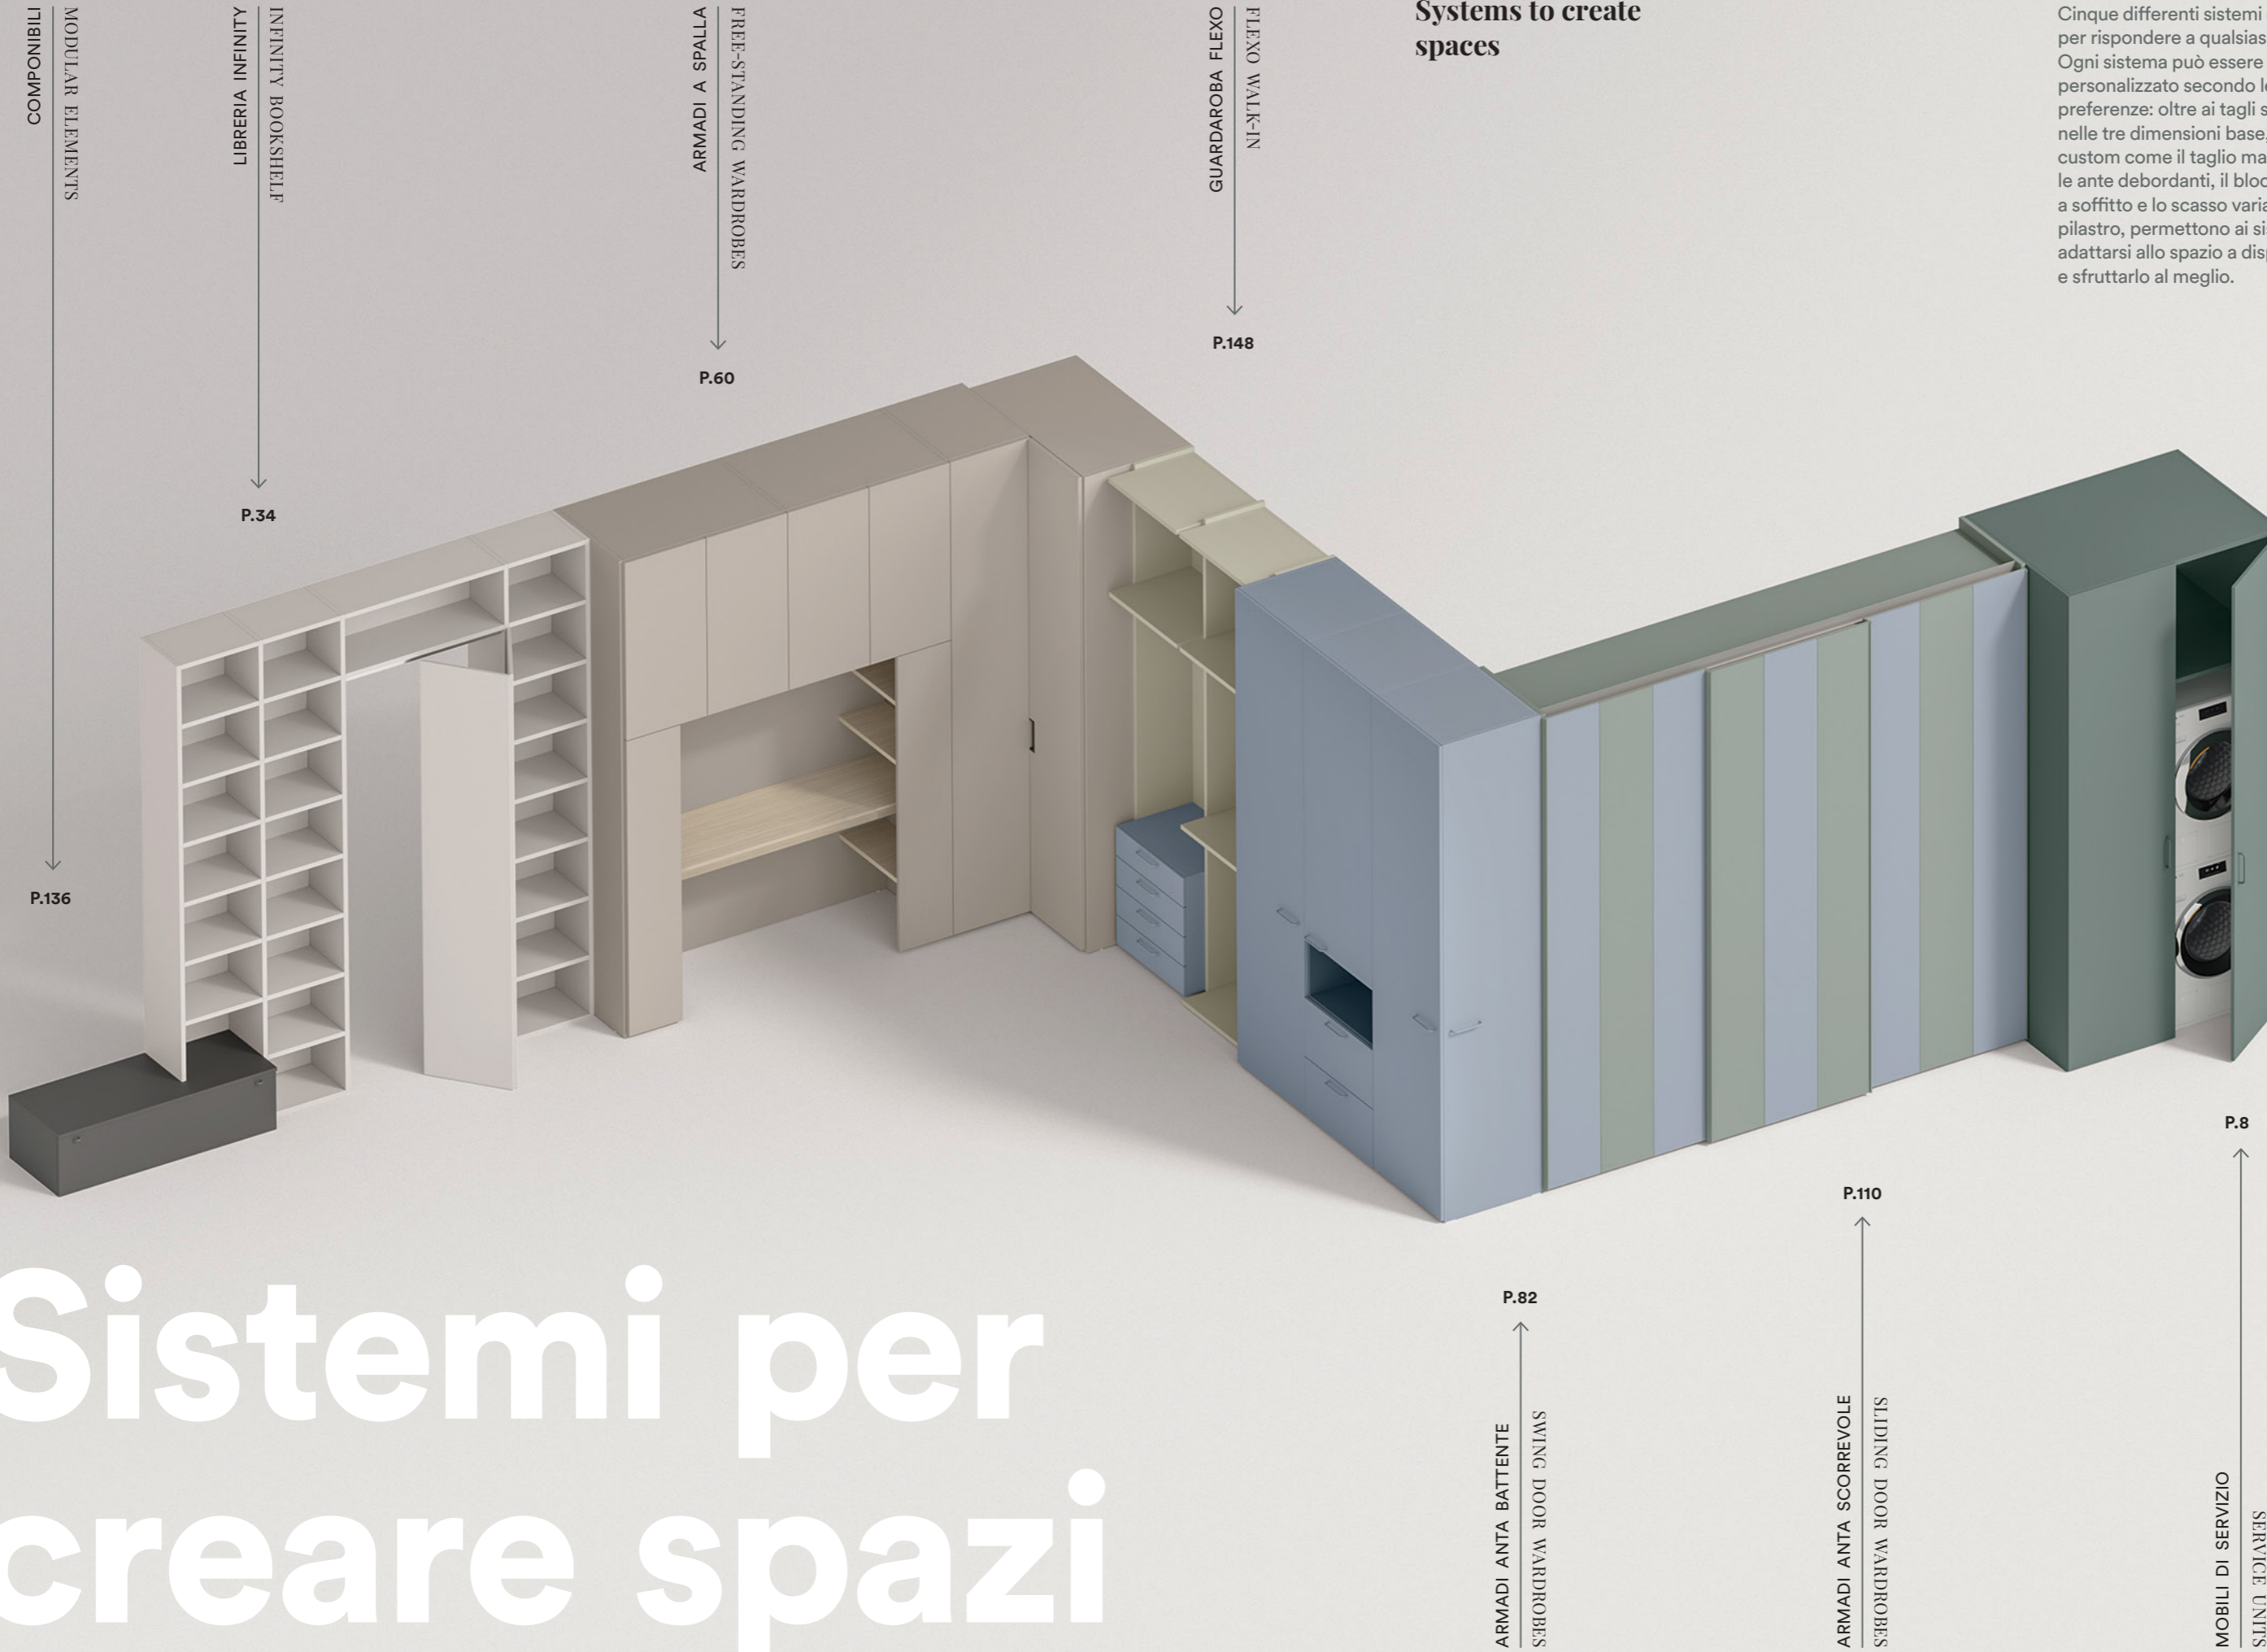 COMPONIBILI
MODULAR ELEMENTS
P.136
LIBRERIA INFINITY
INFINITY BOOKSHELF
P.34
ARMADI A SPALLA
FREE-STANDING WARDROBES
P.60
GUARDAROBA FLEXO
FLEXO WALK-IN
P.148
Systems to create
spaces
Cinque differenti sistemi
per rispondere a qualsias
Ogni sistema può essere
personalizzato secondo l
preferenze: oltre ai tagli s
nelle tre dimensioni base,
custom come il taglio ma
le ante debordanti, il bloc
a soffitto e lo scasso varia
pilastro, permettono ai si
adattarsi allo spazio a dis
e sfruttarlo al meglio.
Sistemi per
creare spazi
P.82
ARMADI ANTA BATTENTE
SWING DOOR WARDROBES
P.110
ARMADI ANTA SCORREVOLE
SLIDING DOOR WARDROBES
P.8
MOBILI DI SERVIZIO
SERVICE UNITS